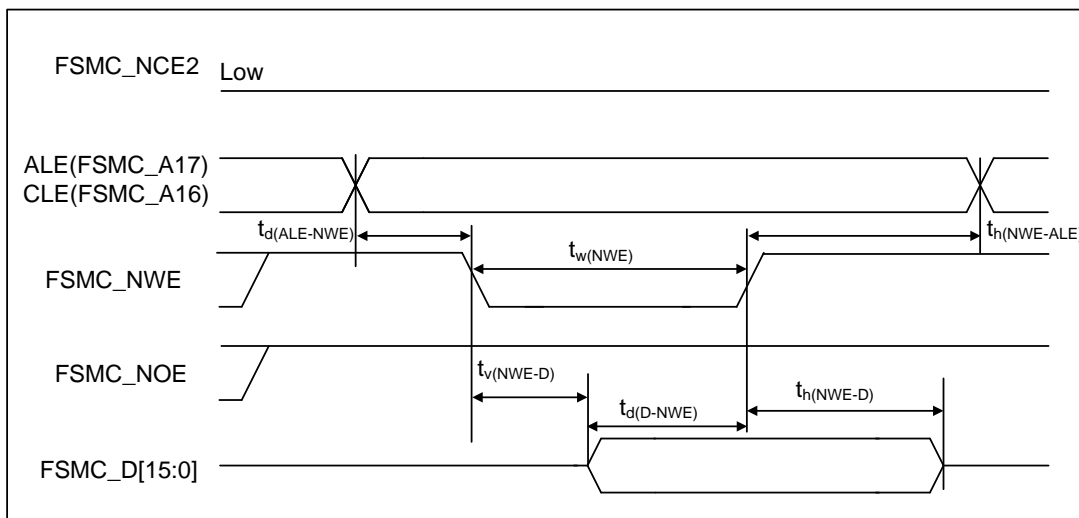 FSMC_NCE2 Low
ALE(FSMC_A17)
CLE(FSMC_A16)
td(ALE-NWE)
th(NWE-ALE)
tw(NWE)
FSMC_NWE
FSMC_NOE
tv(NWE-D)
th(NWE-D)
td(D-NWE)
FSMC_D[15:0]